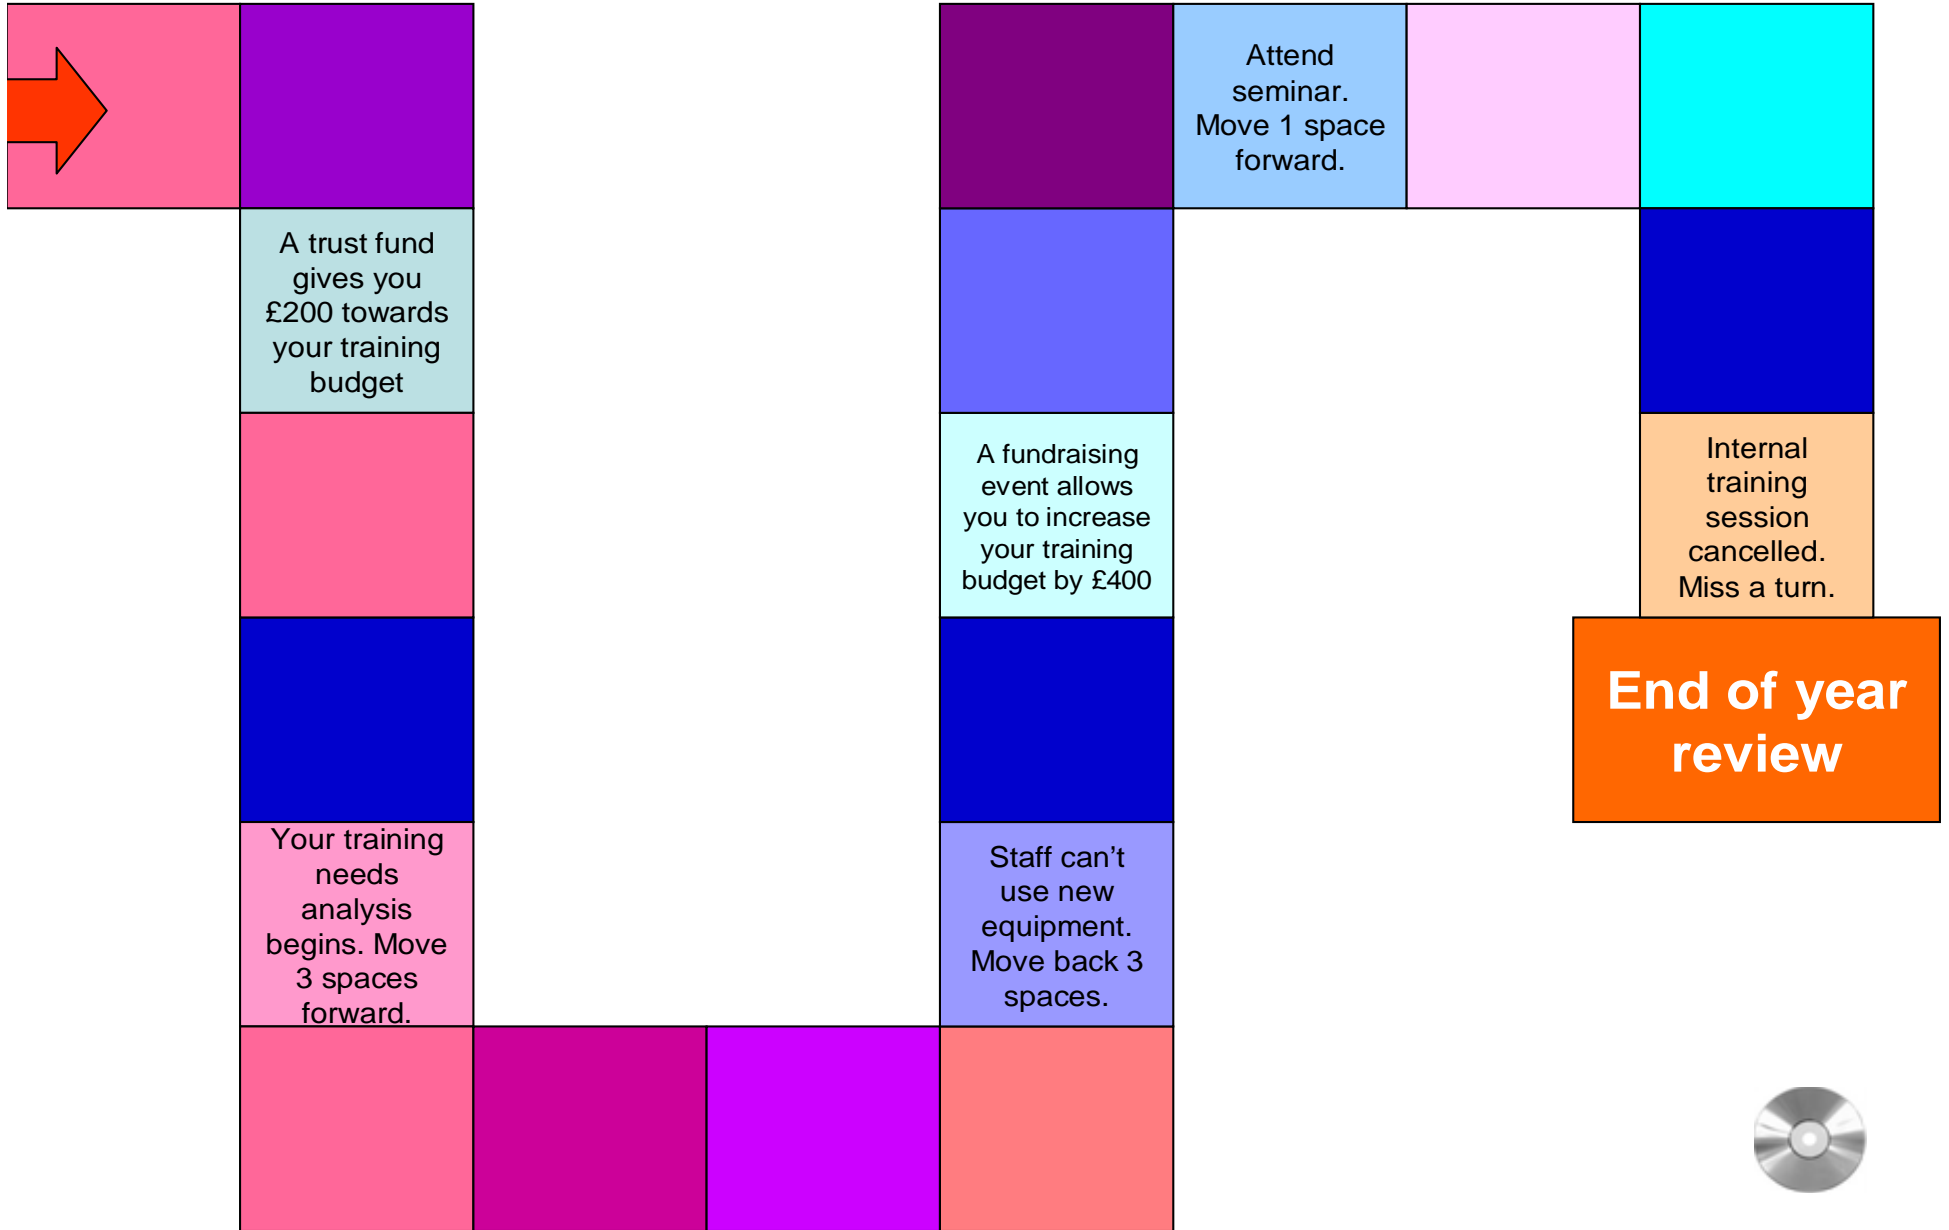 A trust fund
gives you
£200 towards
your training
budget
Your training
needs
analysis
begins. Move
3 spaces
forward.
Staff can’t
use new
equipment.
Move back 3
spaces.
A fundraising
event allows
you to increase
your training
budget by £400
Attend
seminar.
Move 1 space
forward.
Internal
training
session
cancelled.
Miss a turn.
End of year
review